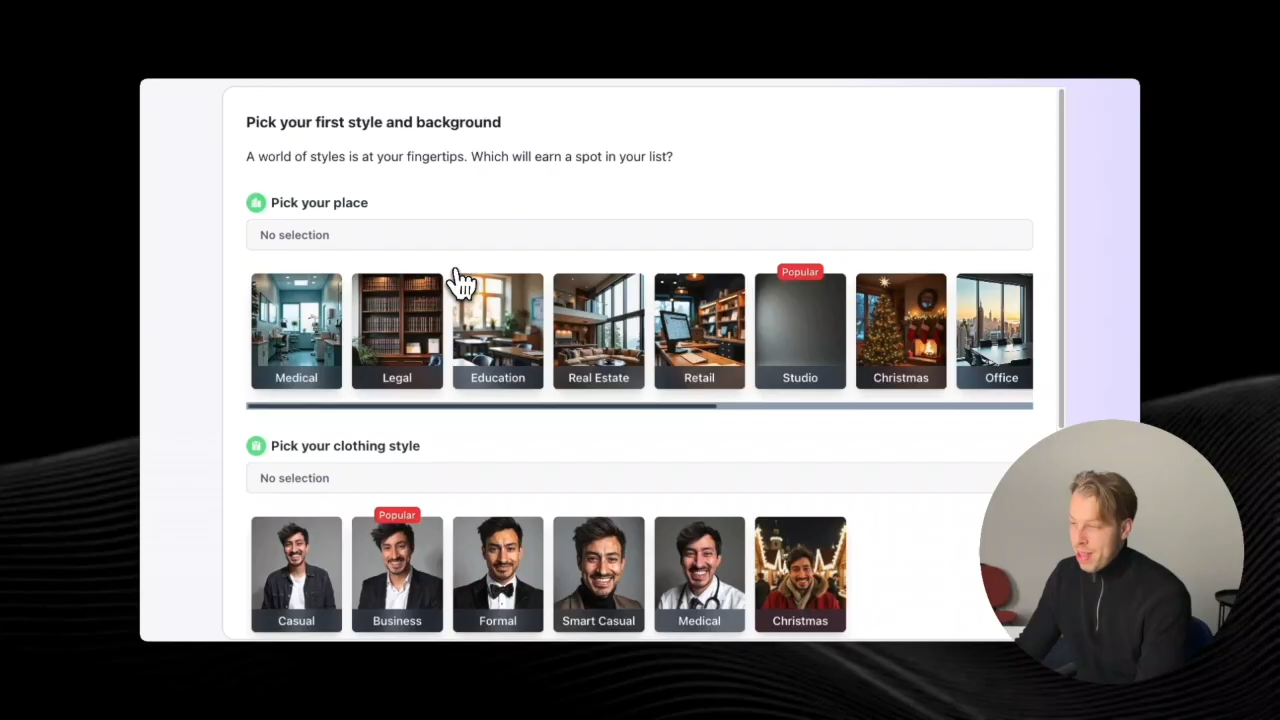 Pick your first style and background
A world of styles is at your fingertips. Which will earn a spot in your list?
Pick your place
No selection
Popular
Medical Legal Education Real Estate Retail Studio Christmas Office
Pick your clothing style
No selection
Popular
Casual Business Formal Smart Casual Medical Christmas